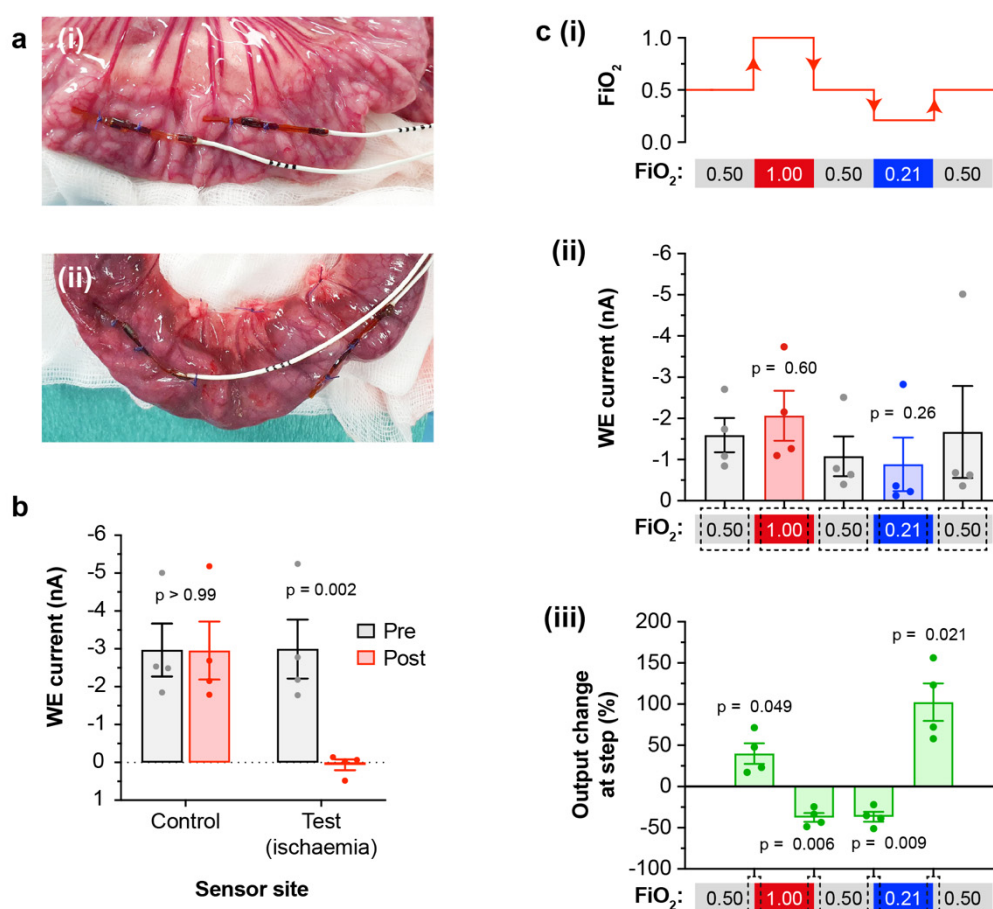 a
(i)
(ii)
b
WE current (nA)
-6
-5
-4
-3
-2
-1
0
1
p > 0.99
p = 0.002
Pre
Post
Control
Test
(ischaemia)
Sensor site
c (i)
FiO2
1.0
0.5
0.0
FiO2: 0.50 1.00 0.50 0.21 0.50
(ii)
WE current (nA)
-6
-5
-4
-3
-2
-1
0
p = 0.60
p = 0.26
FiO2: 0.50 1.00 0.50 0.21 0.50
(iii)
Output change
at step (%)
200
150
100
50
0
-50
-100
p = 0.049
p = 0.006
p = 0.009
p = 0.021
FiO2: 0.50 1.00 0.50 0.21 0.50